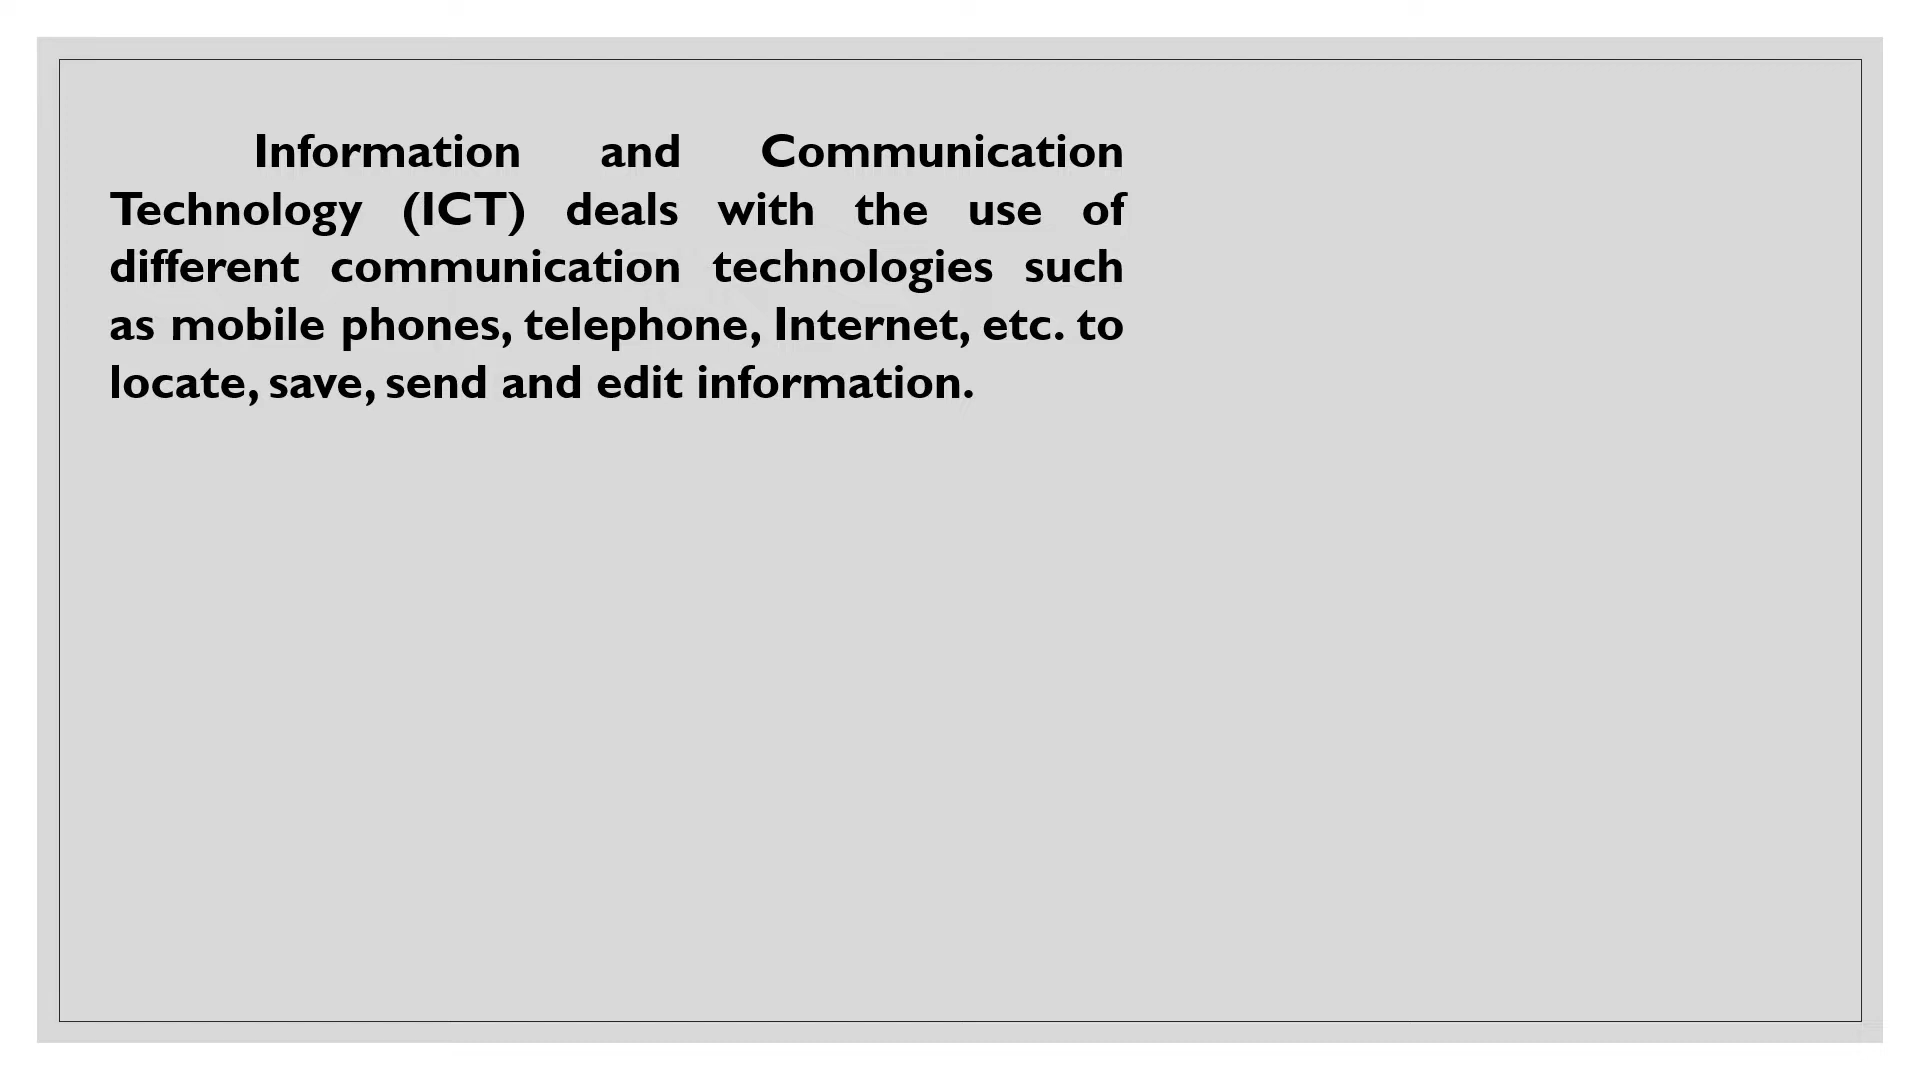 Information and Communication
Technology (ICT) deals with the use of
different communication technologies such
as mobile phones, telephone, Internet, etc. to
locate, save, send and edit information.